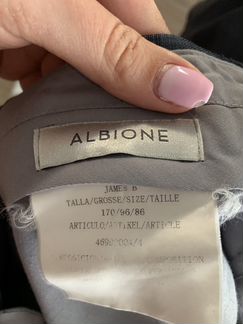 ALBIONE
JAMES B
TALLA/GROSSE/SIZE/TAILLE
170/96/86
ARTICULO/ARTIKEL/ARTICLE